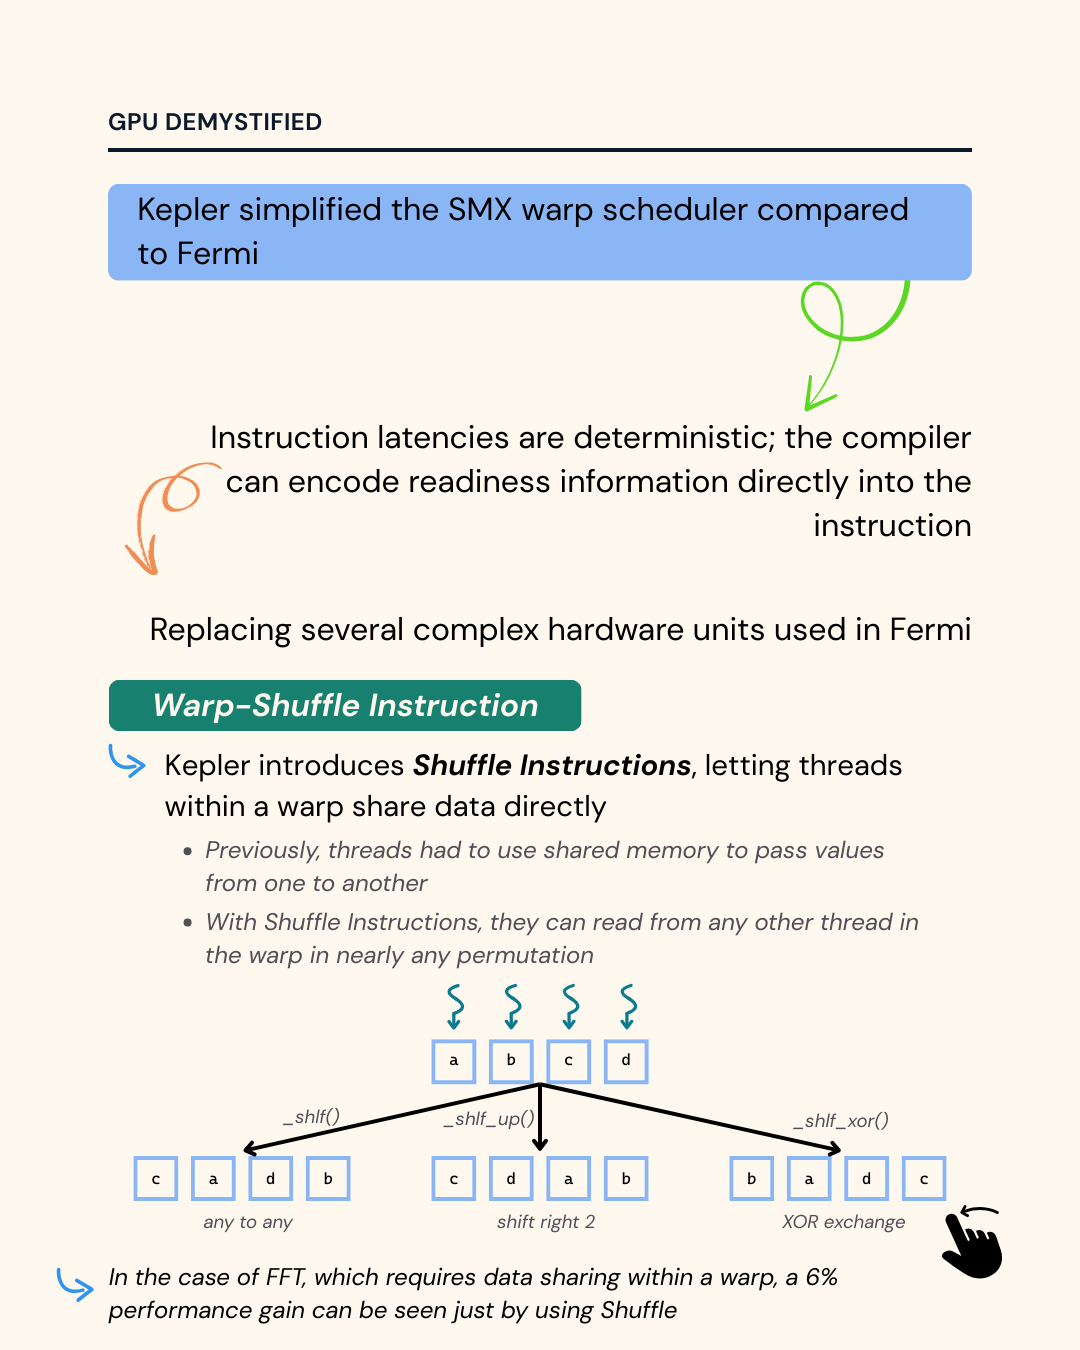 GPU DEMYSTIFIED
Kepler simplified the SMX warp scheduler compared
to Fermi
Instruction latencies are deterministic; the compiler
can encode readiness information directly into the
instruction
Replacing several complex hardware units used in Fermi
Warp-Shuffle Instruction
Kepler introduces Shuffle Instructions, letting threads
within a warp share data directly
• Previously, threads had to use shared memory to pass values
from one to another
• With Shuffle Instructions, they can read from any other thread in
the warp in nearly any permutation
a b c d
_shlf() _shlf_up() _shlf_xor()
c a d b c d a b b a d c
any to any shift right 2 XOR exchange
In the case of FFT, which requires data sharing within a warp, a 6%
performance gain can be seen just by using Shuffle